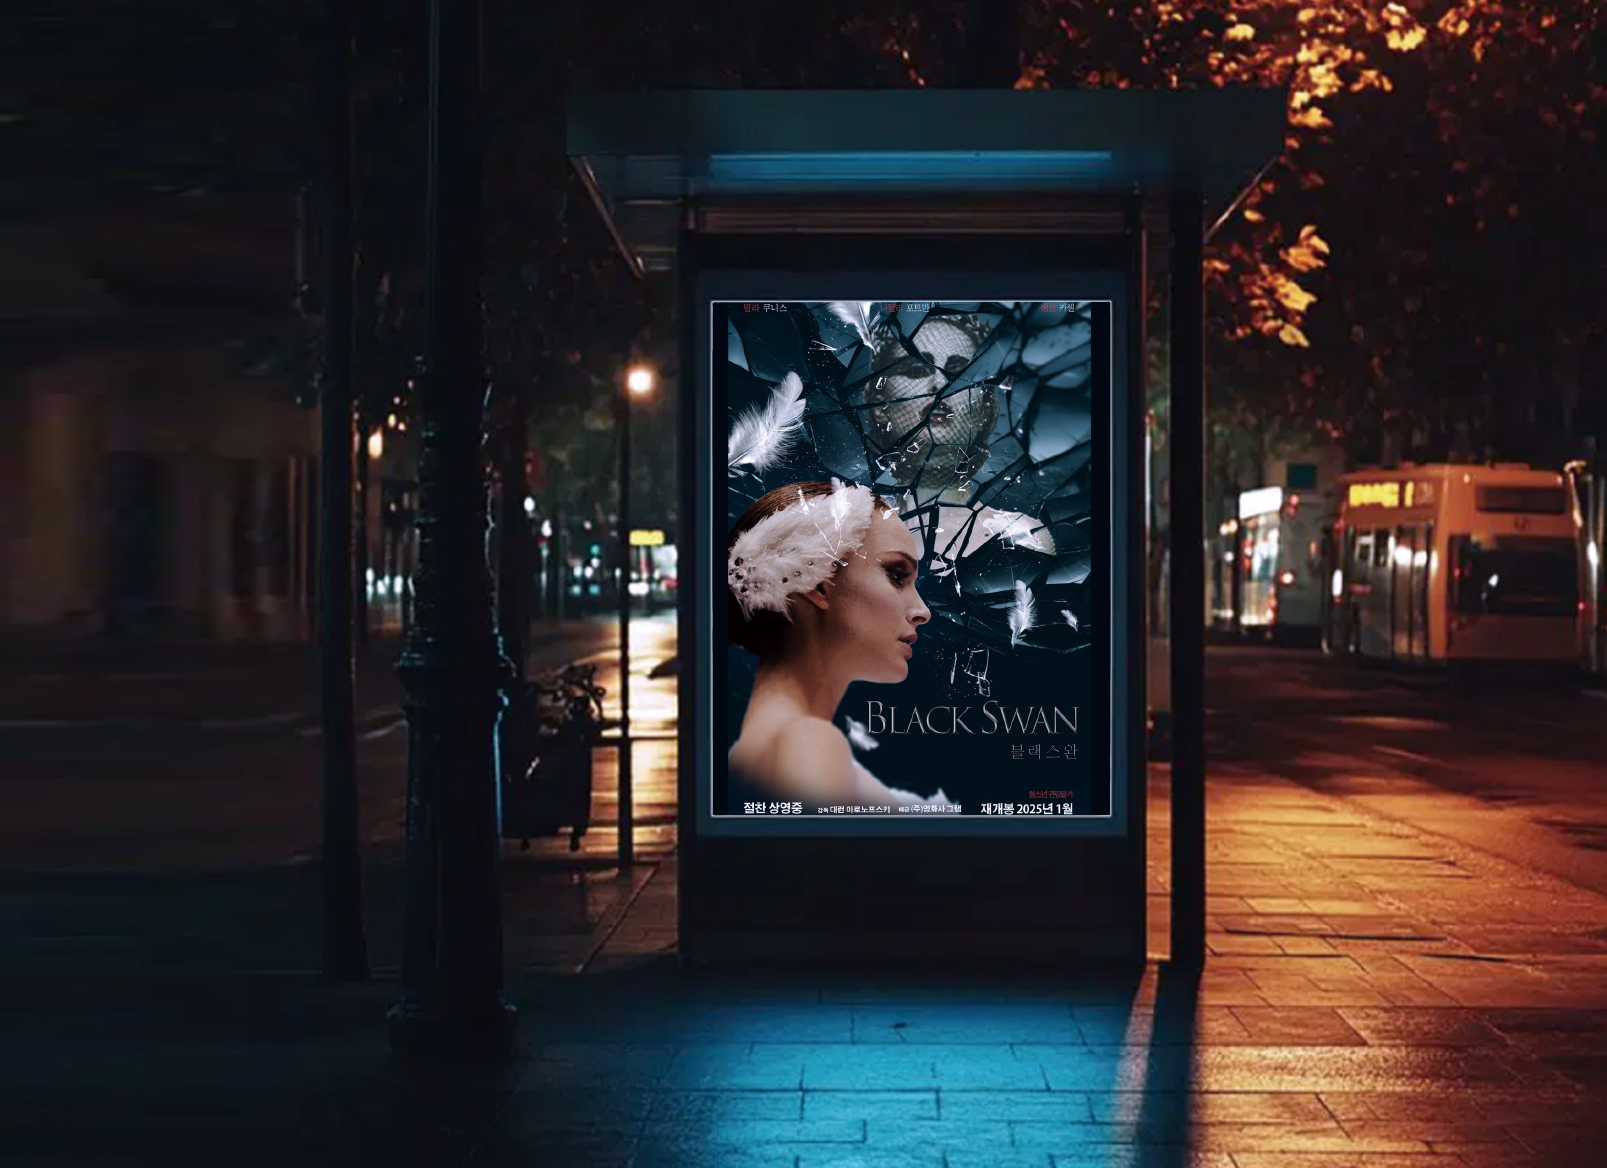 밀라 쿠니스 나탈리 포트만 뱅상 카셀
BLACK SWAN
블랙스완
청소년 관람불가
절찬 상영중 감독 대런 아로노프스키 배급 (주)영화사 그램 재개봉 2025년 1월